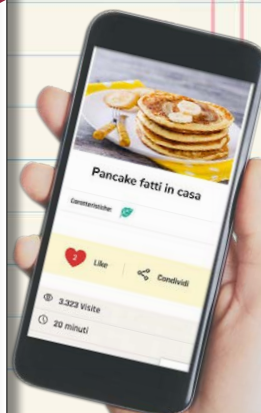 Pancake fatti in casa
Caratteristiche:
2 Like Condividi
3.323 Visite
20 minuti